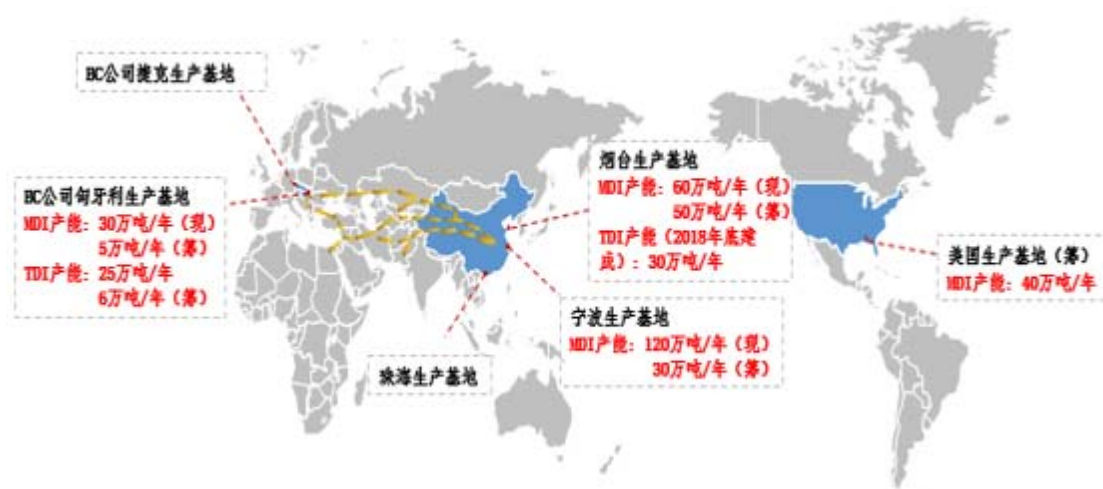 BC公司捷克生产基地
BC公司匈牙利生产基地
MDI产能：30万吨/年（现）
5万吨/年（筹）
TDI产能：25万吨/年
6万吨/年（筹）
烟台生产基地
MDI产能：60万吨/年（现）
50万吨/年（筹）
TDI产能（2018年底建
成）：30万吨/年
宁波生产基地
MDI产能：120万吨/年（现）
30万吨/年（筹）
珠海生产基地
美国生产基地（筹）
MDI产能：40万吨/年